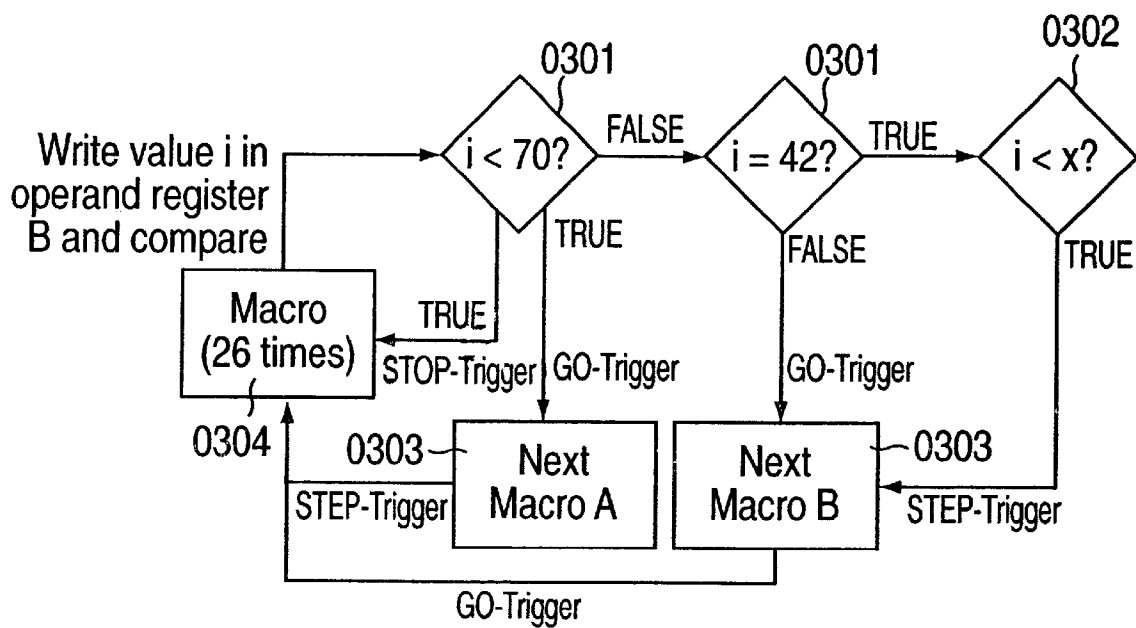 0301
0301
0302
Write value i in
operand register
B and compare
i < 70?
FALSE
i = 42?
TRUE
i < x?
TRUE
FALSE
TRUE
Macro
(26 times)
TRUE
STOP-Trigger
GO-Trigger
GO-Trigger
0304
0303
Next
Macro A
Next
Macro B
0303
STEP-Trigger
STEP-Trigger
GO-Trigger